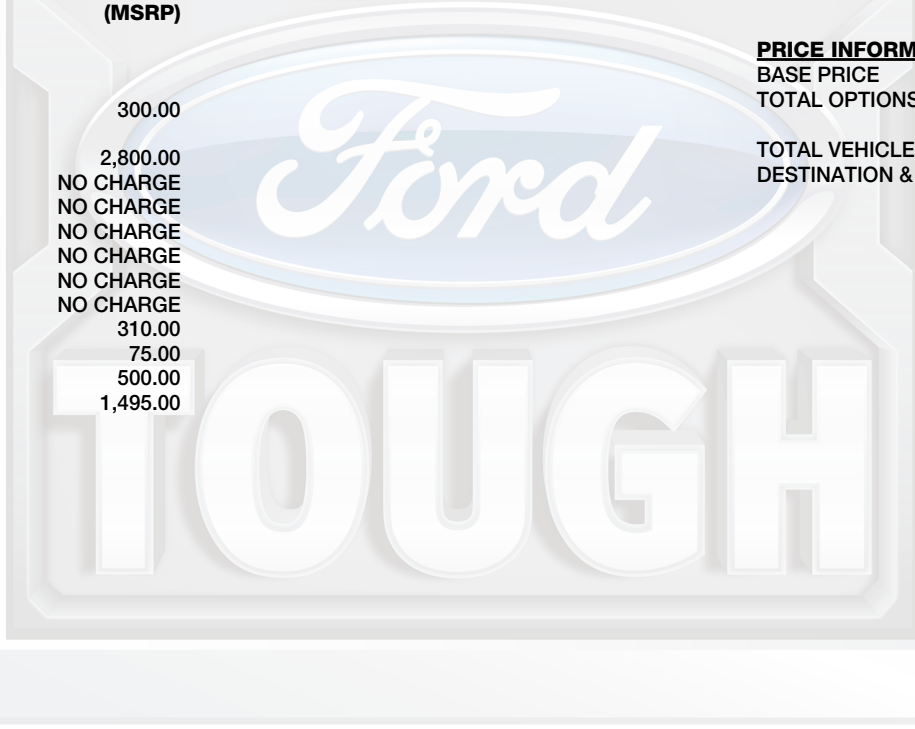 (MSRP)
300.00
2,800.00
NO CHARGE
NO CHARGE
NO CHARGE
NO CHARGE
NO CHARGE
NO CHARGE
310.00
75.00
500.00
1,495.00
PRICE INFORM
BASE PRICE
TOTAL OPTIONS
TOTAL VEHICLE
DESTINATION &
Ford
TOUGH